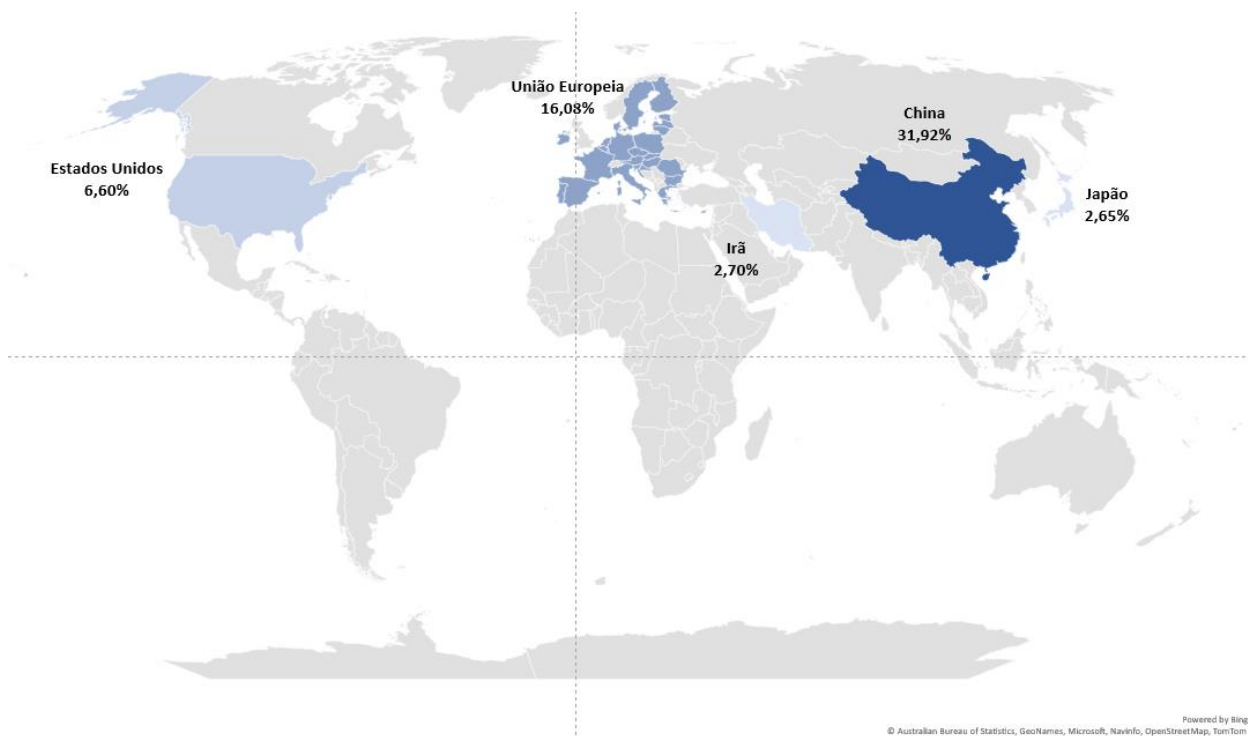 União Europeia
16,08%
China
31,92%
Estados Unidos
6,60%
Japão
2,65%
Irã
2,70%
Powered by Bing
© Australian Bureau of Statistics, GeoNames, Microsoft, Navinfo, OpenStreetMap, TomTom